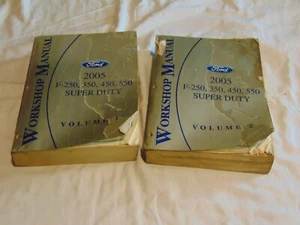 WORKSHOP MANUAL
Ford
2005
F-250, 350, 450, 550
SUPER DUTY
VOLUME 1
WORKSHOP MANUAL
Ford
2005
F-250, 350, 450, 550
SUPER DUTY
VOLUME 2